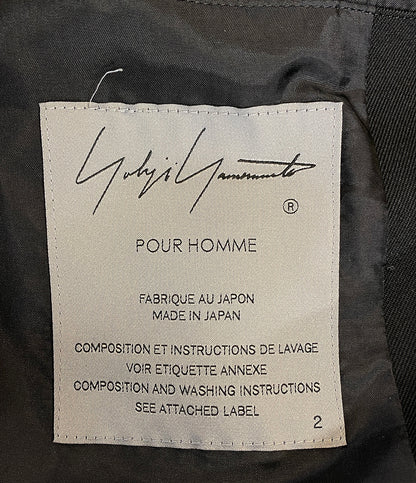 Yohji Yamamoto
®
POUR HOMME
FABRIQUE AU JAPON
MADE IN JAPAN
COMPOSITION ET INSTRUCTIONS DE LAVAGE
VOIR ETIQUETTE ANNEXE
COMPOSITION AND WASHING INSTRUCTIONS
SEE ATTACHED LABEL
2